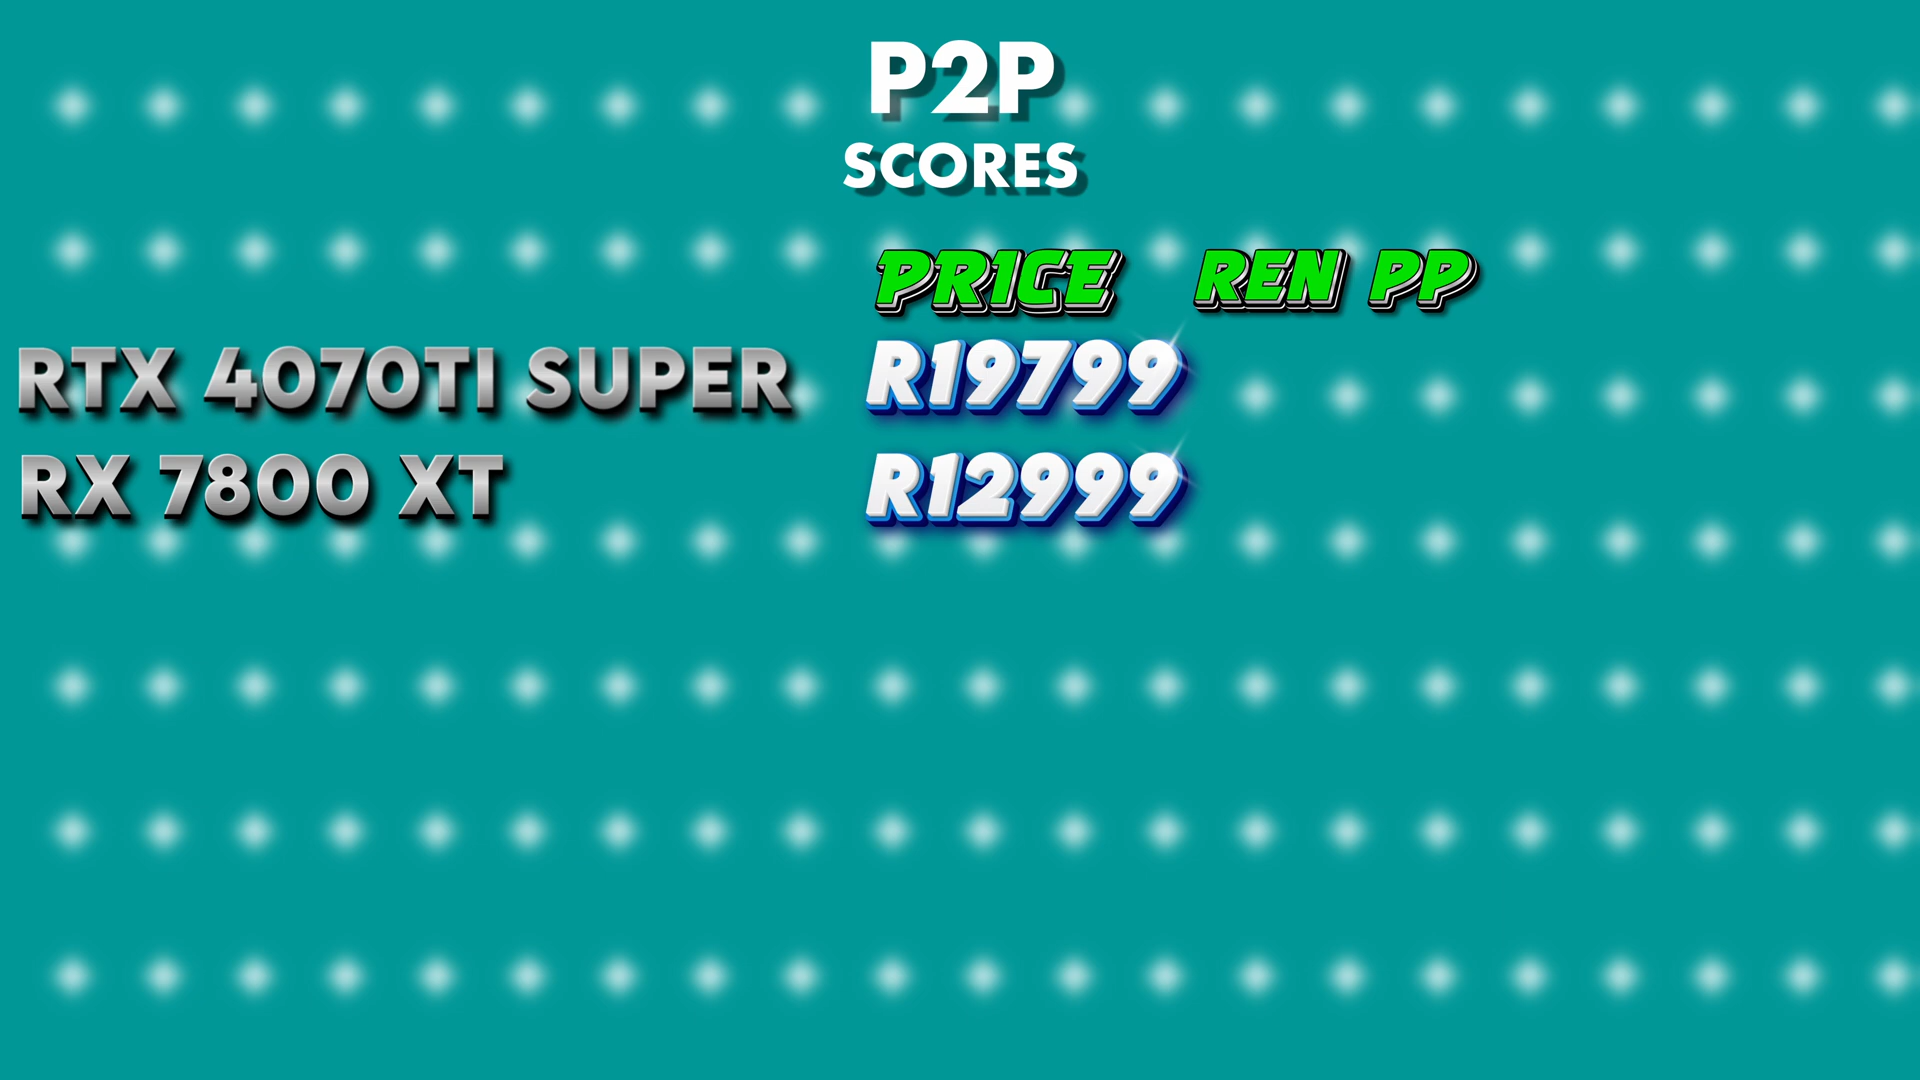 P2P
SCORES
PRICE REN PP
RTX 4070TI SUPER R19799
RX 7800 XT R12999